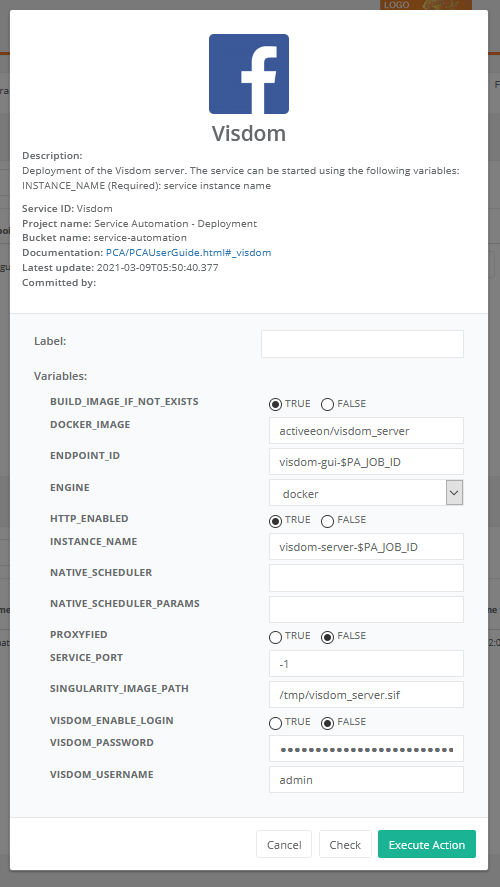 LOGO
Visdom
Description:
Deployment of the Visdom server. The service can be started using the following variables:
INSTANCE_NAME (Required): service instance name
Service ID: Visdom
Project name: Service Automation - Deployment
Bucket name: service-automation
Documentation: PCA/PCAUserGuide.html#_visdom
Latest update: 2021-03-09T05:50:40.377
Committed by:
Label:
Variables:
BUILD_IMAGE_IF_NOT_EXISTS TRUE FALSE
DOCKER_IMAGE activeeon/visdom_server
ENDPOINT_ID visdom-gui-$PA_JOB_ID
ENGINE docker
HTTP_ENABLED TRUE FALSE
INSTANCE_NAME visdom-server-$PA_JOB_ID
NATIVE_SCHEDULER
NATIVE_SCHEDULER_PARAMS
PROXYFIED TRUE FALSE
SERVICE_PORT -1
SINGULARITY_IMAGE_PATH /tmp/visdom_server.sif
VISDOM_ENABLE_LOGIN TRUE FALSE
VISDOM_PASSWORD
VISDOM_USERNAME admin
Cancel Check Execute Action